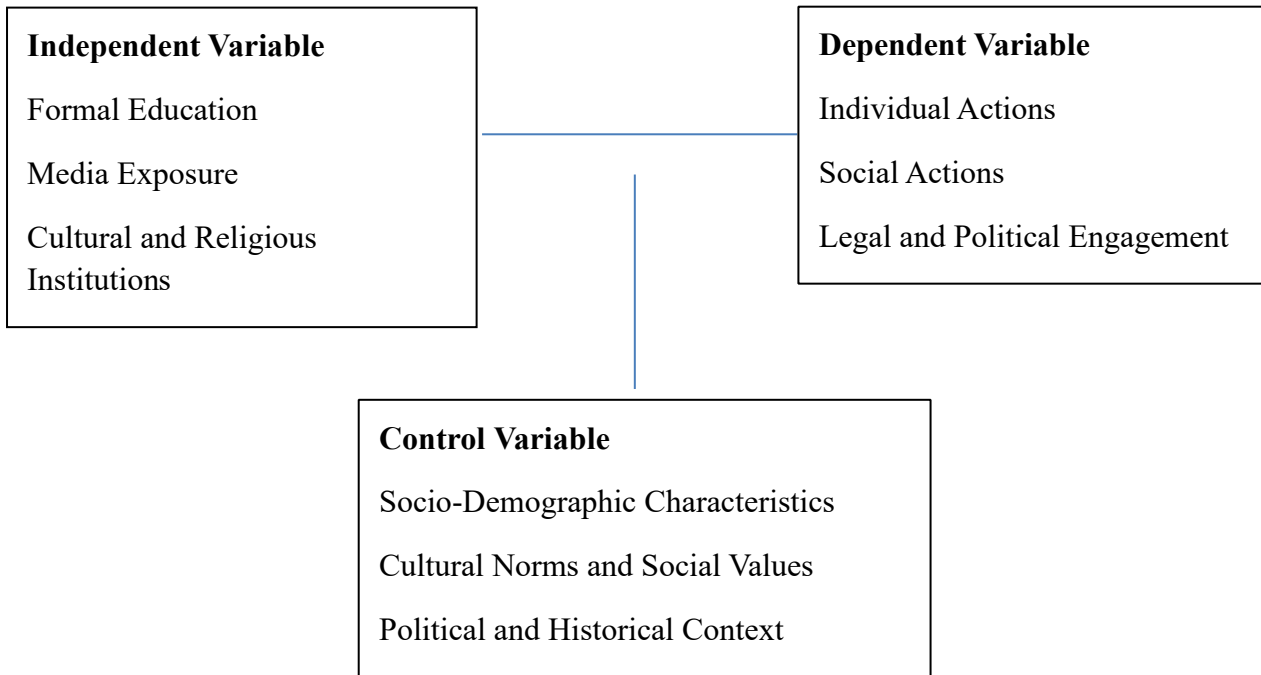 Independent Variable
Formal Education
Media Exposure
Cultural and Religious
Institutions
Dependent Variable
Individual Actions
Social Actions
Legal and Political Engagement
Control Variable
Socio-Demographic Characteristics
Cultural Norms and Social Values
Political and Historical Context